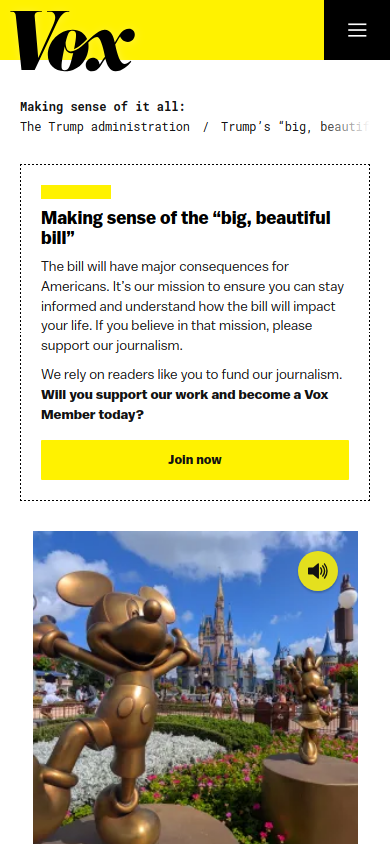 Vox
Making sense of it all:
The Trump administration / Trump’s “big, beautif
Making sense of the “big, beautiful
bill”
The bill will have major consequences for
Americans. It’s our mission to ensure you can stay
informed and understand how the bill will impact
your life. If you believe in that mission, please
support our journalism.
We rely on readers like you to fund our journalism.
Will you support our work and become a Vox
Member today?
Join now